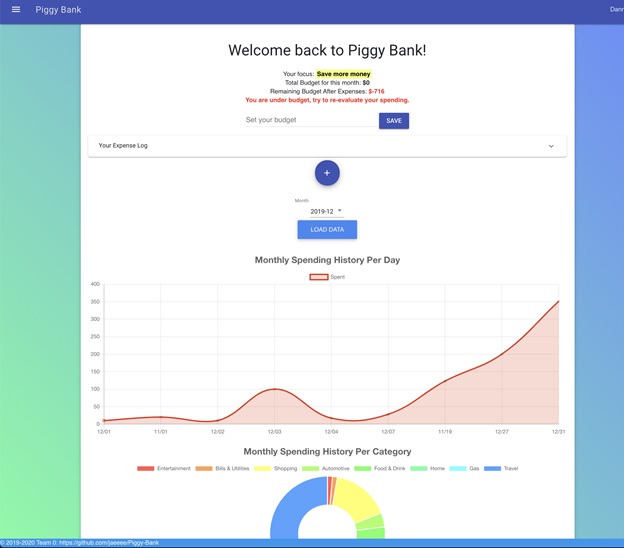 Piggy Bank
Dann
Welcome back to Piggy Bank!
Your focus: Save more money
Total Budget for this month: $0
Remaining Budget After Expenses: $-716
You are under budget, try to re-evaluate your spending.
Set your budget
SAVE
Your Expense Log
+
Month
2019-12
LOAD DATA
Monthly Spending History Per Day
Spent
400
350
300
250
200
150
100
50
0
12/01 11/01 12/02 12/03 12/04 12/07 11/19 12/27 12/31
Monthly Spending History Per Category
Entertainment Bills & Utilities Shopping Automotive Food & Drink Home Gas Travel
© 2019-2020 Team 0: https://github.com/jaeeee/Piggy-Bank